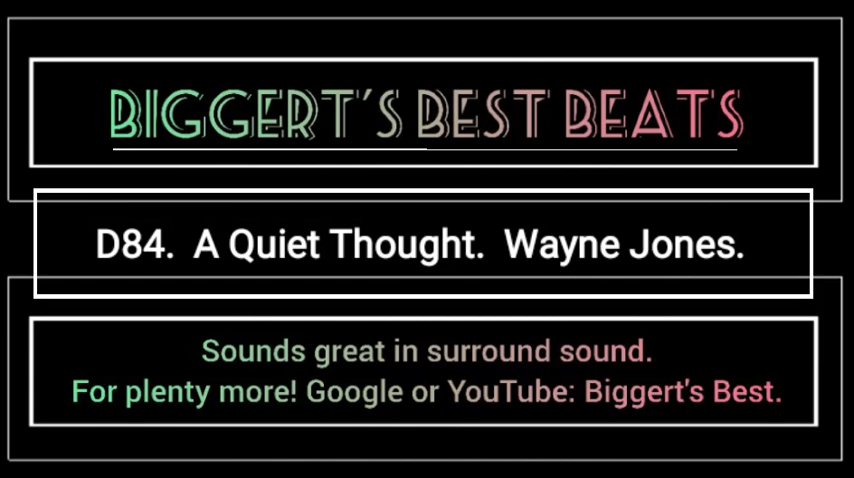 BIGGERT'S BEST BEATS
D84.  A Quiet Thought.  Wayne Jones.
Sounds great in surround sound.
For plenty more! Google or YouTube: Biggert's Best.